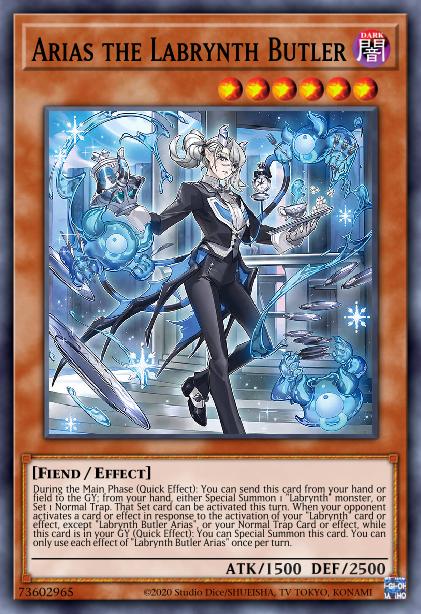 Arias the Labrynth Butler
DARK
闇
[Fiend / Effect]
During the Main Phase (Quick Effect): You can send this card from your hand or
field to the GY; from your hand, either Special Summon 1 "Labrynth" monster, or
Set 1 Normal Trap. That Set card can be activated this turn. When your opponent
activates a card or effect in response to the activation of your "Labrynth" card or
effect, except "Labrynth Butler Arias", or your Normal Trap Card or effect, while
this card is in your GY (Quick Effect): You can Special Summon this card. You can
only use each effect of "Labrynth Butler Arias" once per turn.
ATK/1500 DEF/2500
73602965
©2020 Studio Dice/SHUEISHA, TV TOKYO, KONAMI